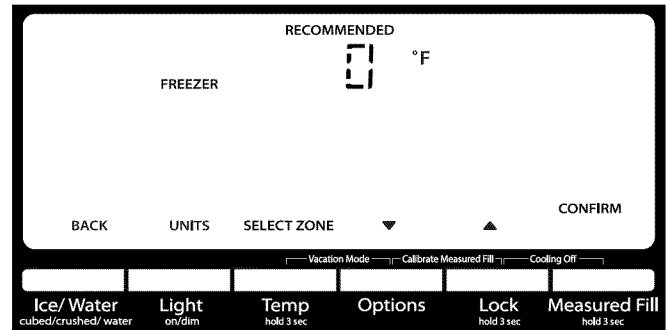 RECOMMENDED
0 °F
FREEZER
CONFIRM
BACK UNITS SELECT ZONE ▼ ▲
Vacation Mode Calibrate Measured Fill Cooling Off
Ice/ Water Light Temp Options Lock Measured Fill
cubed/crushed/ water on/dim hold 3 sec hold 3 sec hold 3 sec